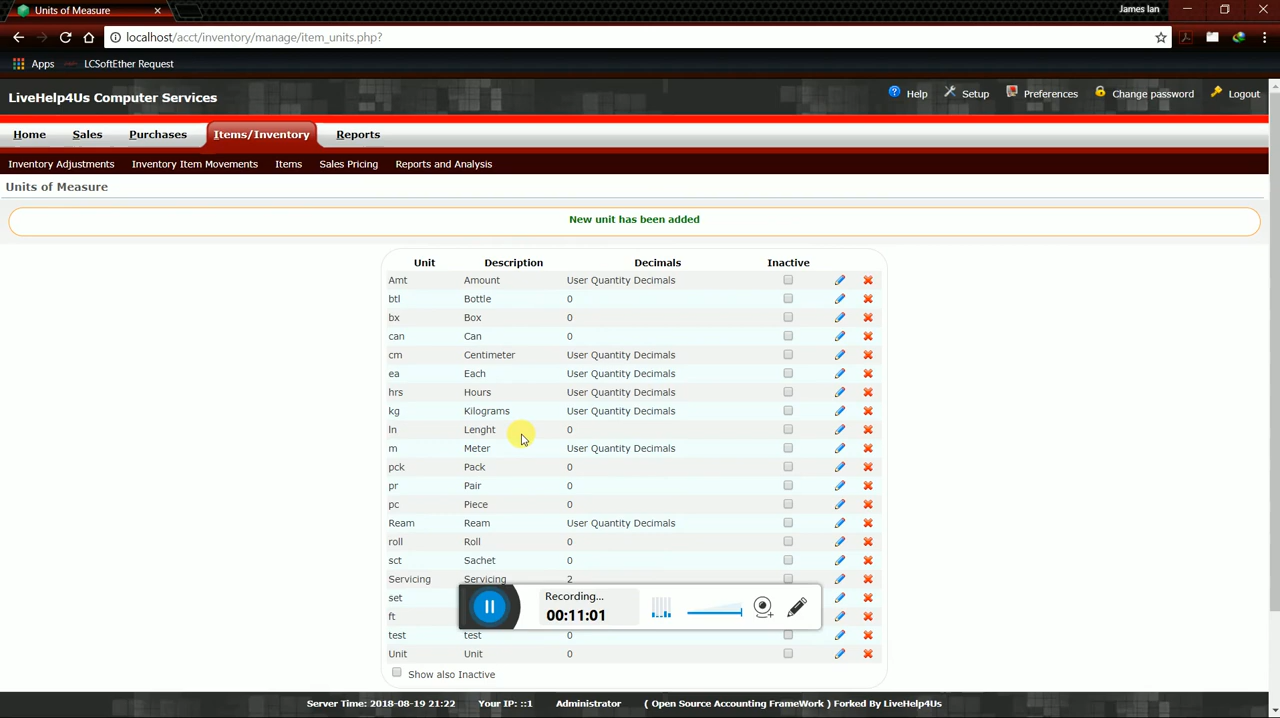 Units of Measure
James Ian
localhost/acct/inventory/manage/item_units.php?
Apps LCSoftEther Request
LiveHelp4Us Computer Services
Help Setup Preferences Change password Logout
Home Sales Purchases Items/Inventory Reports
Inventory Adjustments Inventory Item Movements Items Sales Pricing Reports and Analysis
Units of Measure
New unit has been added
Unit Description Decimals Inactive
Amt Amount User Quantity Decimals
btl Bottle 0
bx Box 0
can Can 0
cm Centimeter User Quantity Decimals
ea Each User Quantity Decimals
hrs Hours User Quantity Decimals
kg Kilograms User Quantity Decimals
ln Lenght 0
m Meter User Quantity Decimals
pck Pack 0
pr Pair 0
pc Piece 0
Ream Ream User Quantity Decimals
roll Roll 0
sct Sachet 0
Servicing Servicing 2
set
ft
test test 0
Unit Unit 0
Recording...
00:11:01
Show also Inactive
Server Time: 2018-08-19 21:22 Your IP: ::1 Administrator ( Open Source Accounting FrameWork ) Forked By LiveHelp4Us